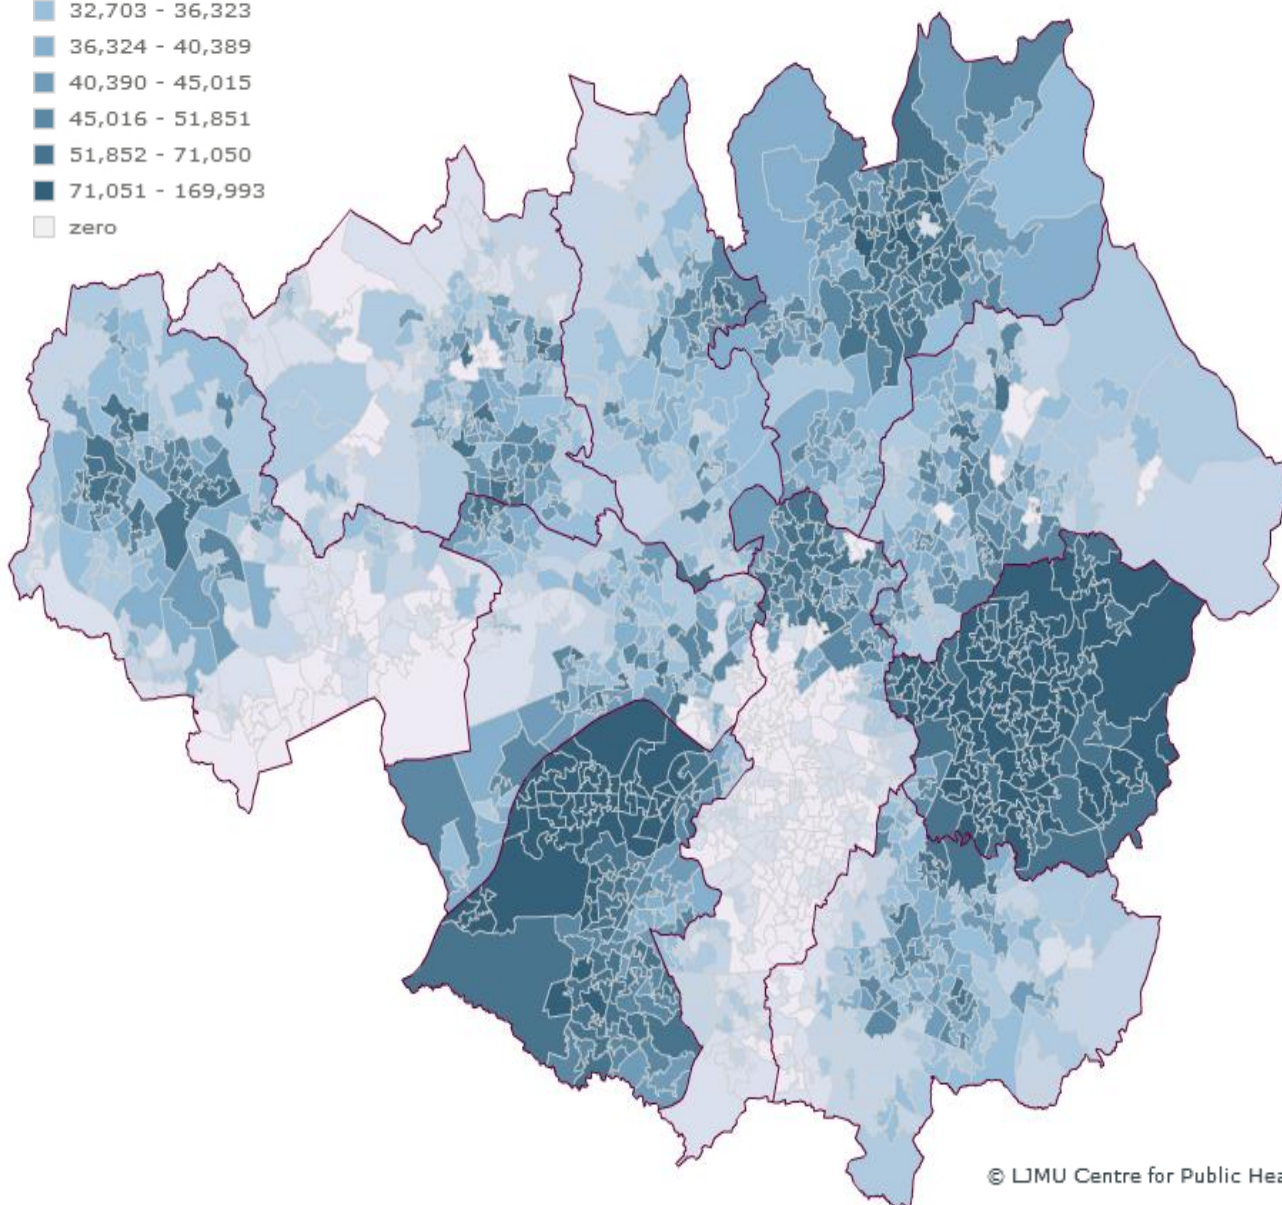 32,703 - 36,323
36,324 - 40,389
40,390 - 45,015
45,016 - 51,851
51,852 - 71,050
71,051 - 169,993
zero
© LJMU Centre for Public Hea